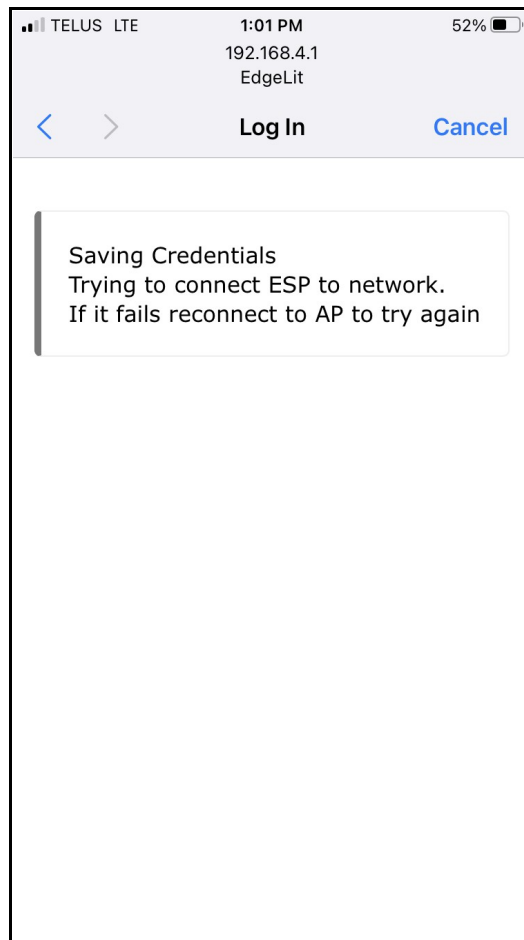 TELUS LTE 1:01 PM 52%
192.168.4.1
EdgeLit
Log In Cancel
Saving Credentials
Trying to connect ESP to network.
If it fails reconnect to AP to try again